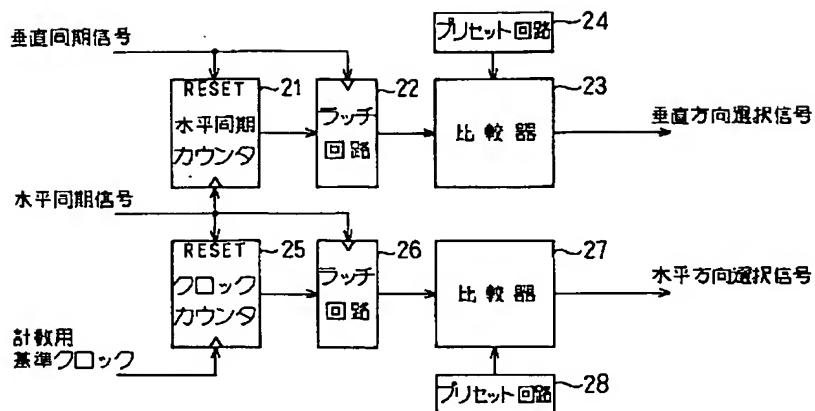 プリセット回路 24
垂直同期信号
RESET 21
水平同期
カウンタ
ラッチ 22
回路
比較器 23
垂直方向選択信号
水平同期信号
RESET 25
クロック
カウンタ
ラッチ 26
回路
比較器 27
水平方向選択信号
計数用
基準クロック
プリセット回路 28